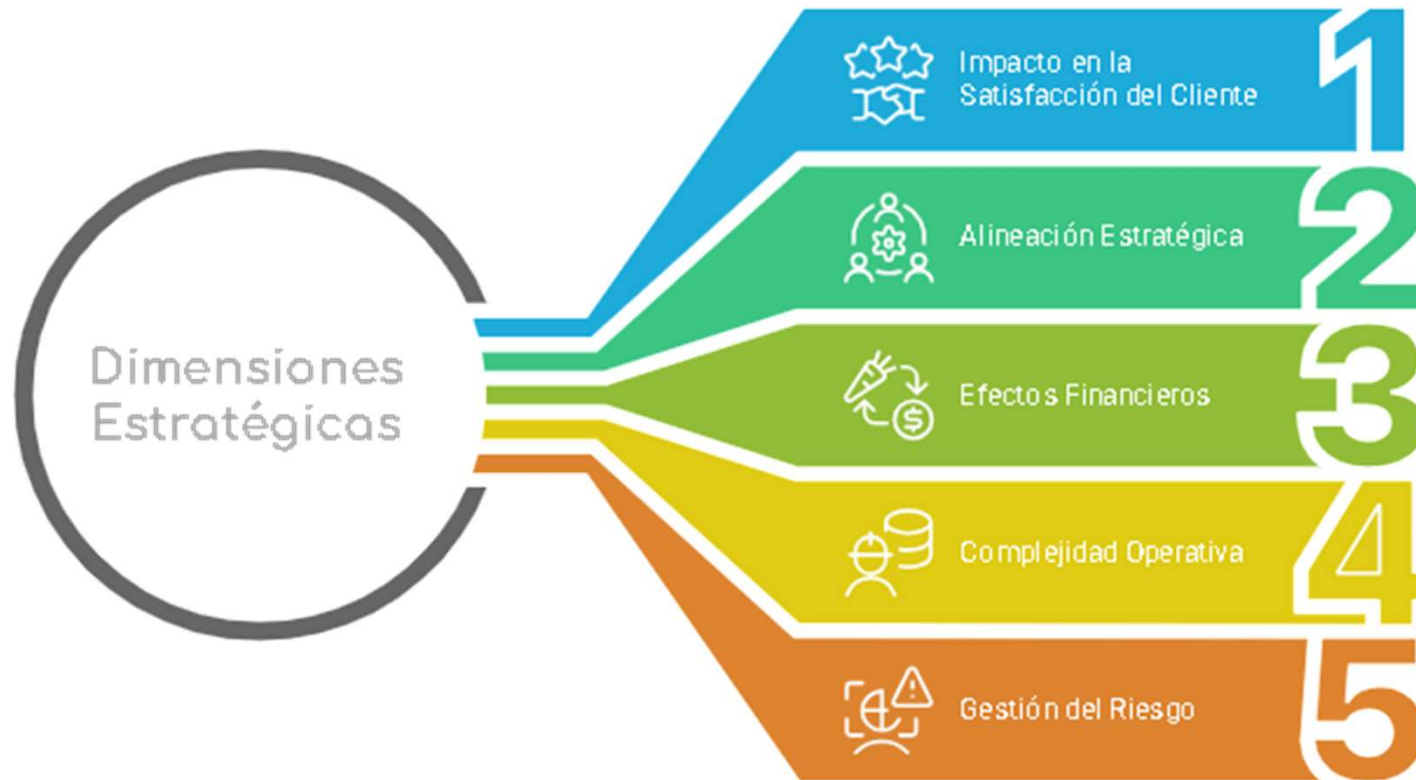 Dimensiones
Estratégicas
Impacto en la
Satisfacción del Cliente
1
Alineación Estratégica
2
Efectos Financieros
$
3
Complejidad Operativa
4
Gestión del Riesgo
5